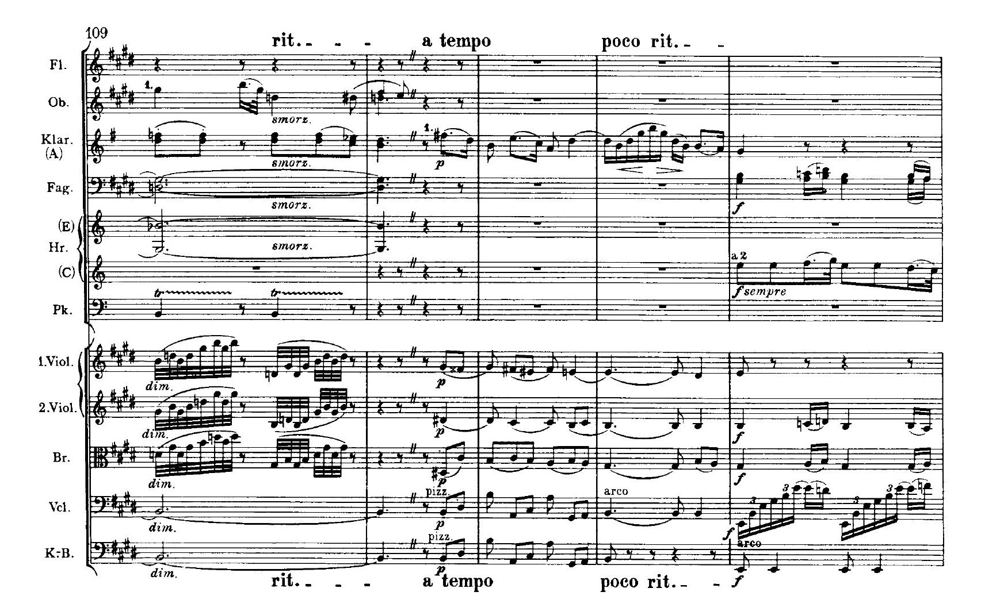 109
rit. - - - a tempo poco rit. - -
Fl.
1.
Ob.
smorz.
1.
Klar.
(A)
smorz. p
Fag.
smorz. f
(E)
Hr.
smorz.
a 2
(C)
f sempre
tr tr
Pk.
1.Viol.
dim. p
2.Viol.
dim. p f
Br.
dim. p f
pizz. arco
3 3 3 3
Vcl.
dim. p f
pizz. arco
K.-B.
dim. p f
rit. - - - a tempo poco rit. - -